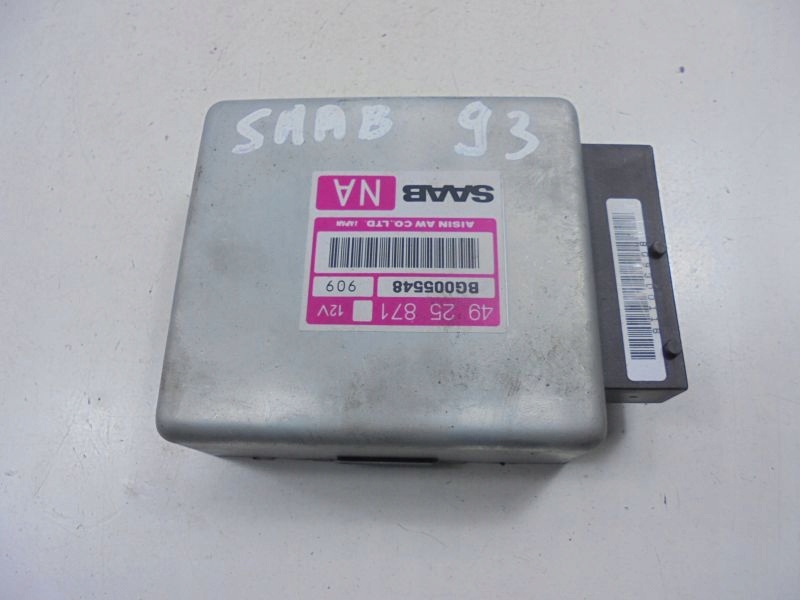 SAAB 93
49 25 871 12V
BG005548 909
AISIN AW CO.,LTD. JAPAN
SAAB NA